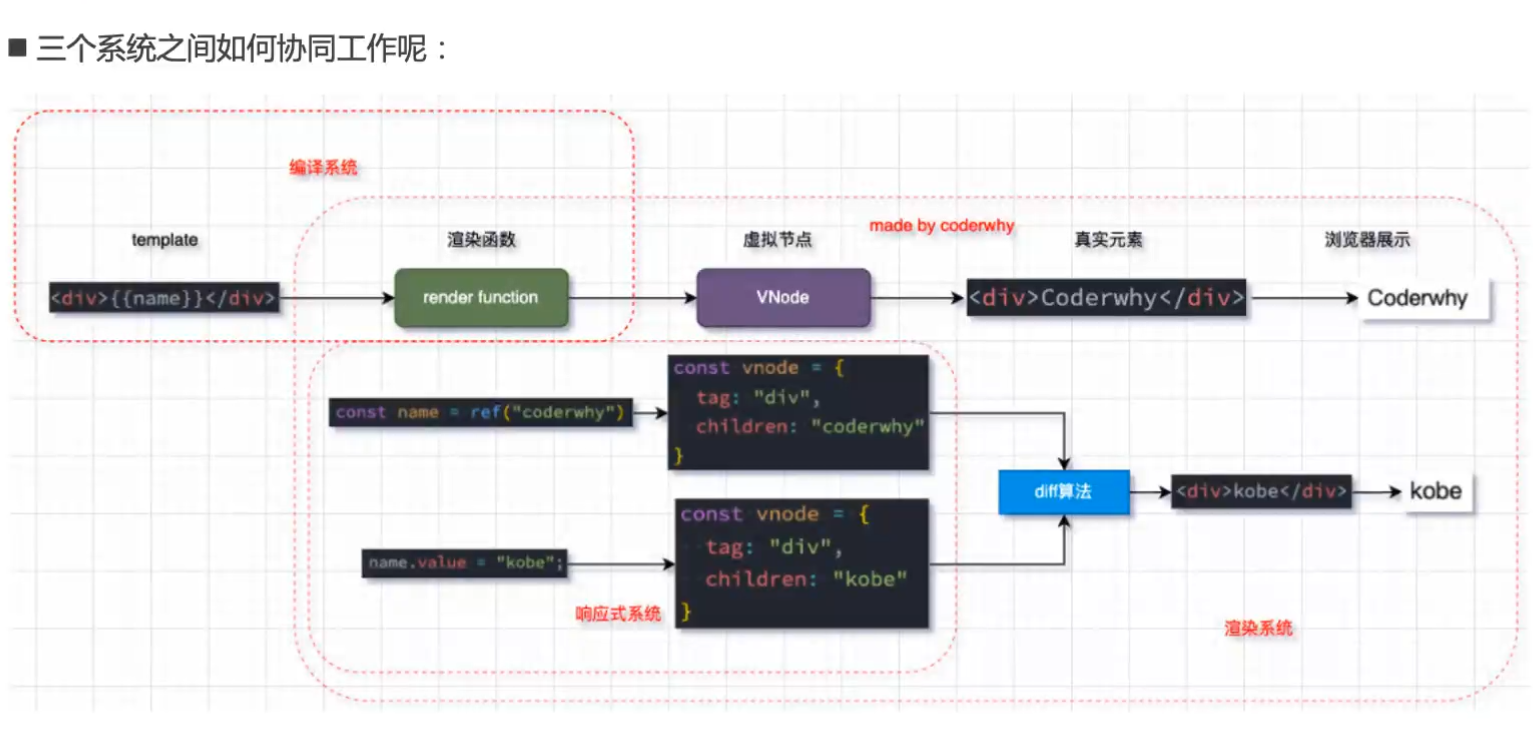 ■ 三个系统之间如何协同工作呢：
编译系统
made by coderwhy
template
渲染函数
虚拟节点
真实元素
浏览器展示
<div>{{name}}</div>
render function
VNode
<div>Coderwhy</div>
Coderwhy
const name = ref("coderwhy")
const vnode = {
tag: "div",
children: "coderwhy"
}
diff算法
<div>kobe</div>
kobe
name.value = "kobe";
const vnode = {
tag: "div",
children: "kobe"
}
响应式系统
渲染系统